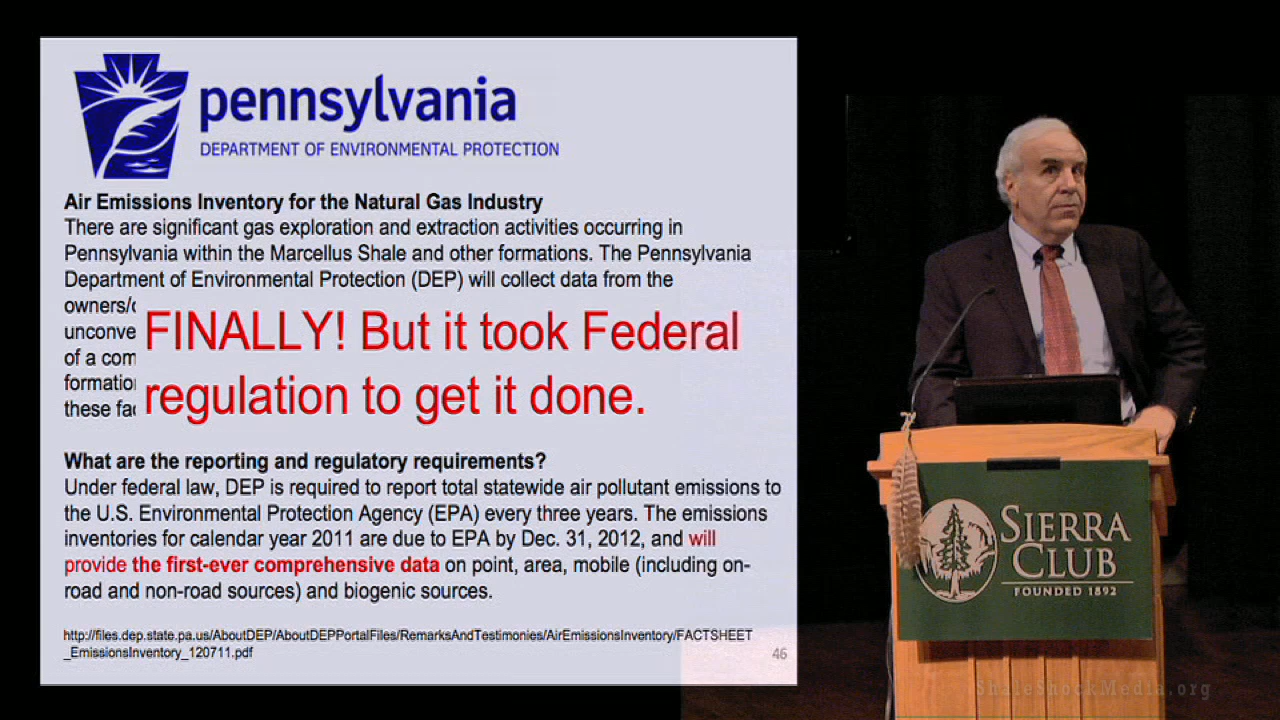 pennsylvania
DEPARTMENT OF ENVIRONMENTAL PROTECTION
Air Emissions Inventory for the Natural Gas Industry
There are significant gas exploration and extraction activities occurring in
Pennsylvania within the Marcellus Shale and other formations. The Pennsylvania
Department of Environmental Protection (DEP) will collect data from the
owners/
unconve
of a com
formatio
these fac
FINALLY! But it took Federal
regulation to get it done.
What are the reporting and regulatory requirements?
Under federal law, DEP is required to report total statewide air pollutant emissions to
the U.S. Environmental Protection Agency (EPA) every three years. The emissions
inventories for calendar year 2011 are due to EPA by Dec. 31, 2012, and will
provide the first-ever comprehensive data on point, area, mobile (including on-
road and non-road sources) and biogenic sources.
http://files.dep.state.pa.us/AboutDEP/AboutDEPPortalFiles/RemarksAndTestimonies/AirEmissionsInventory/FACTSHEET
_EmissionsInventory_120711.pdf
46
SIERRA
CLUB
FOUNDED 1892
ShaleShockMedia.org